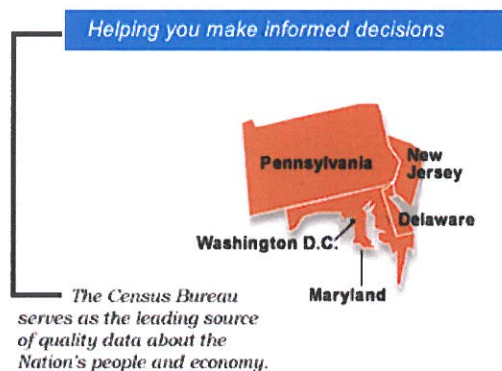 Helping you make informed decisions
Pennsylvania
New
Jersey
Delaware
Washington D.C.
Maryland
The Census Bureau
serves as the leading source
of quality data about the
Nation's people and economy.